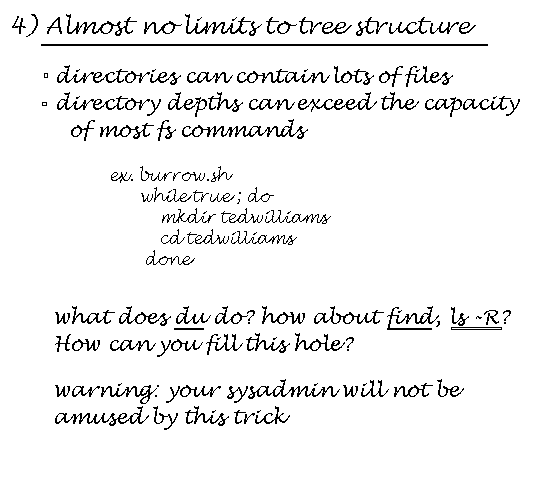 4) Almost no limits to tree structure
▫ directories can contain lots of files
▫ directory depths can exceed the capacity
of most fs commands
ex. burrow.sh
while true; do
mkdir tedwilliams
cd tedwilliams
done
what does du do? how about find, ls -R?
How can you fill this hole?
warning: your sysadmin will not be
amused by this trick